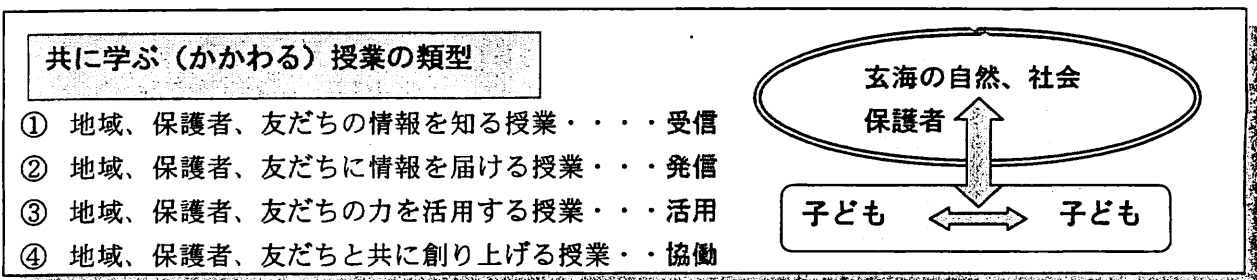 共に学ぶ（かかわる）授業の類型
① 地域、保護者、友だちの情報を知る授業・・・・受信
② 地域、保護者、友だちに情報を届ける授業・・・発信
③ 地域、保護者、友だちの力を活用する授業・・・活用
④ 地域、保護者、友だちと共に創り上げる授業・・協働
玄海の自然、社会
保護者
子ども 子ども